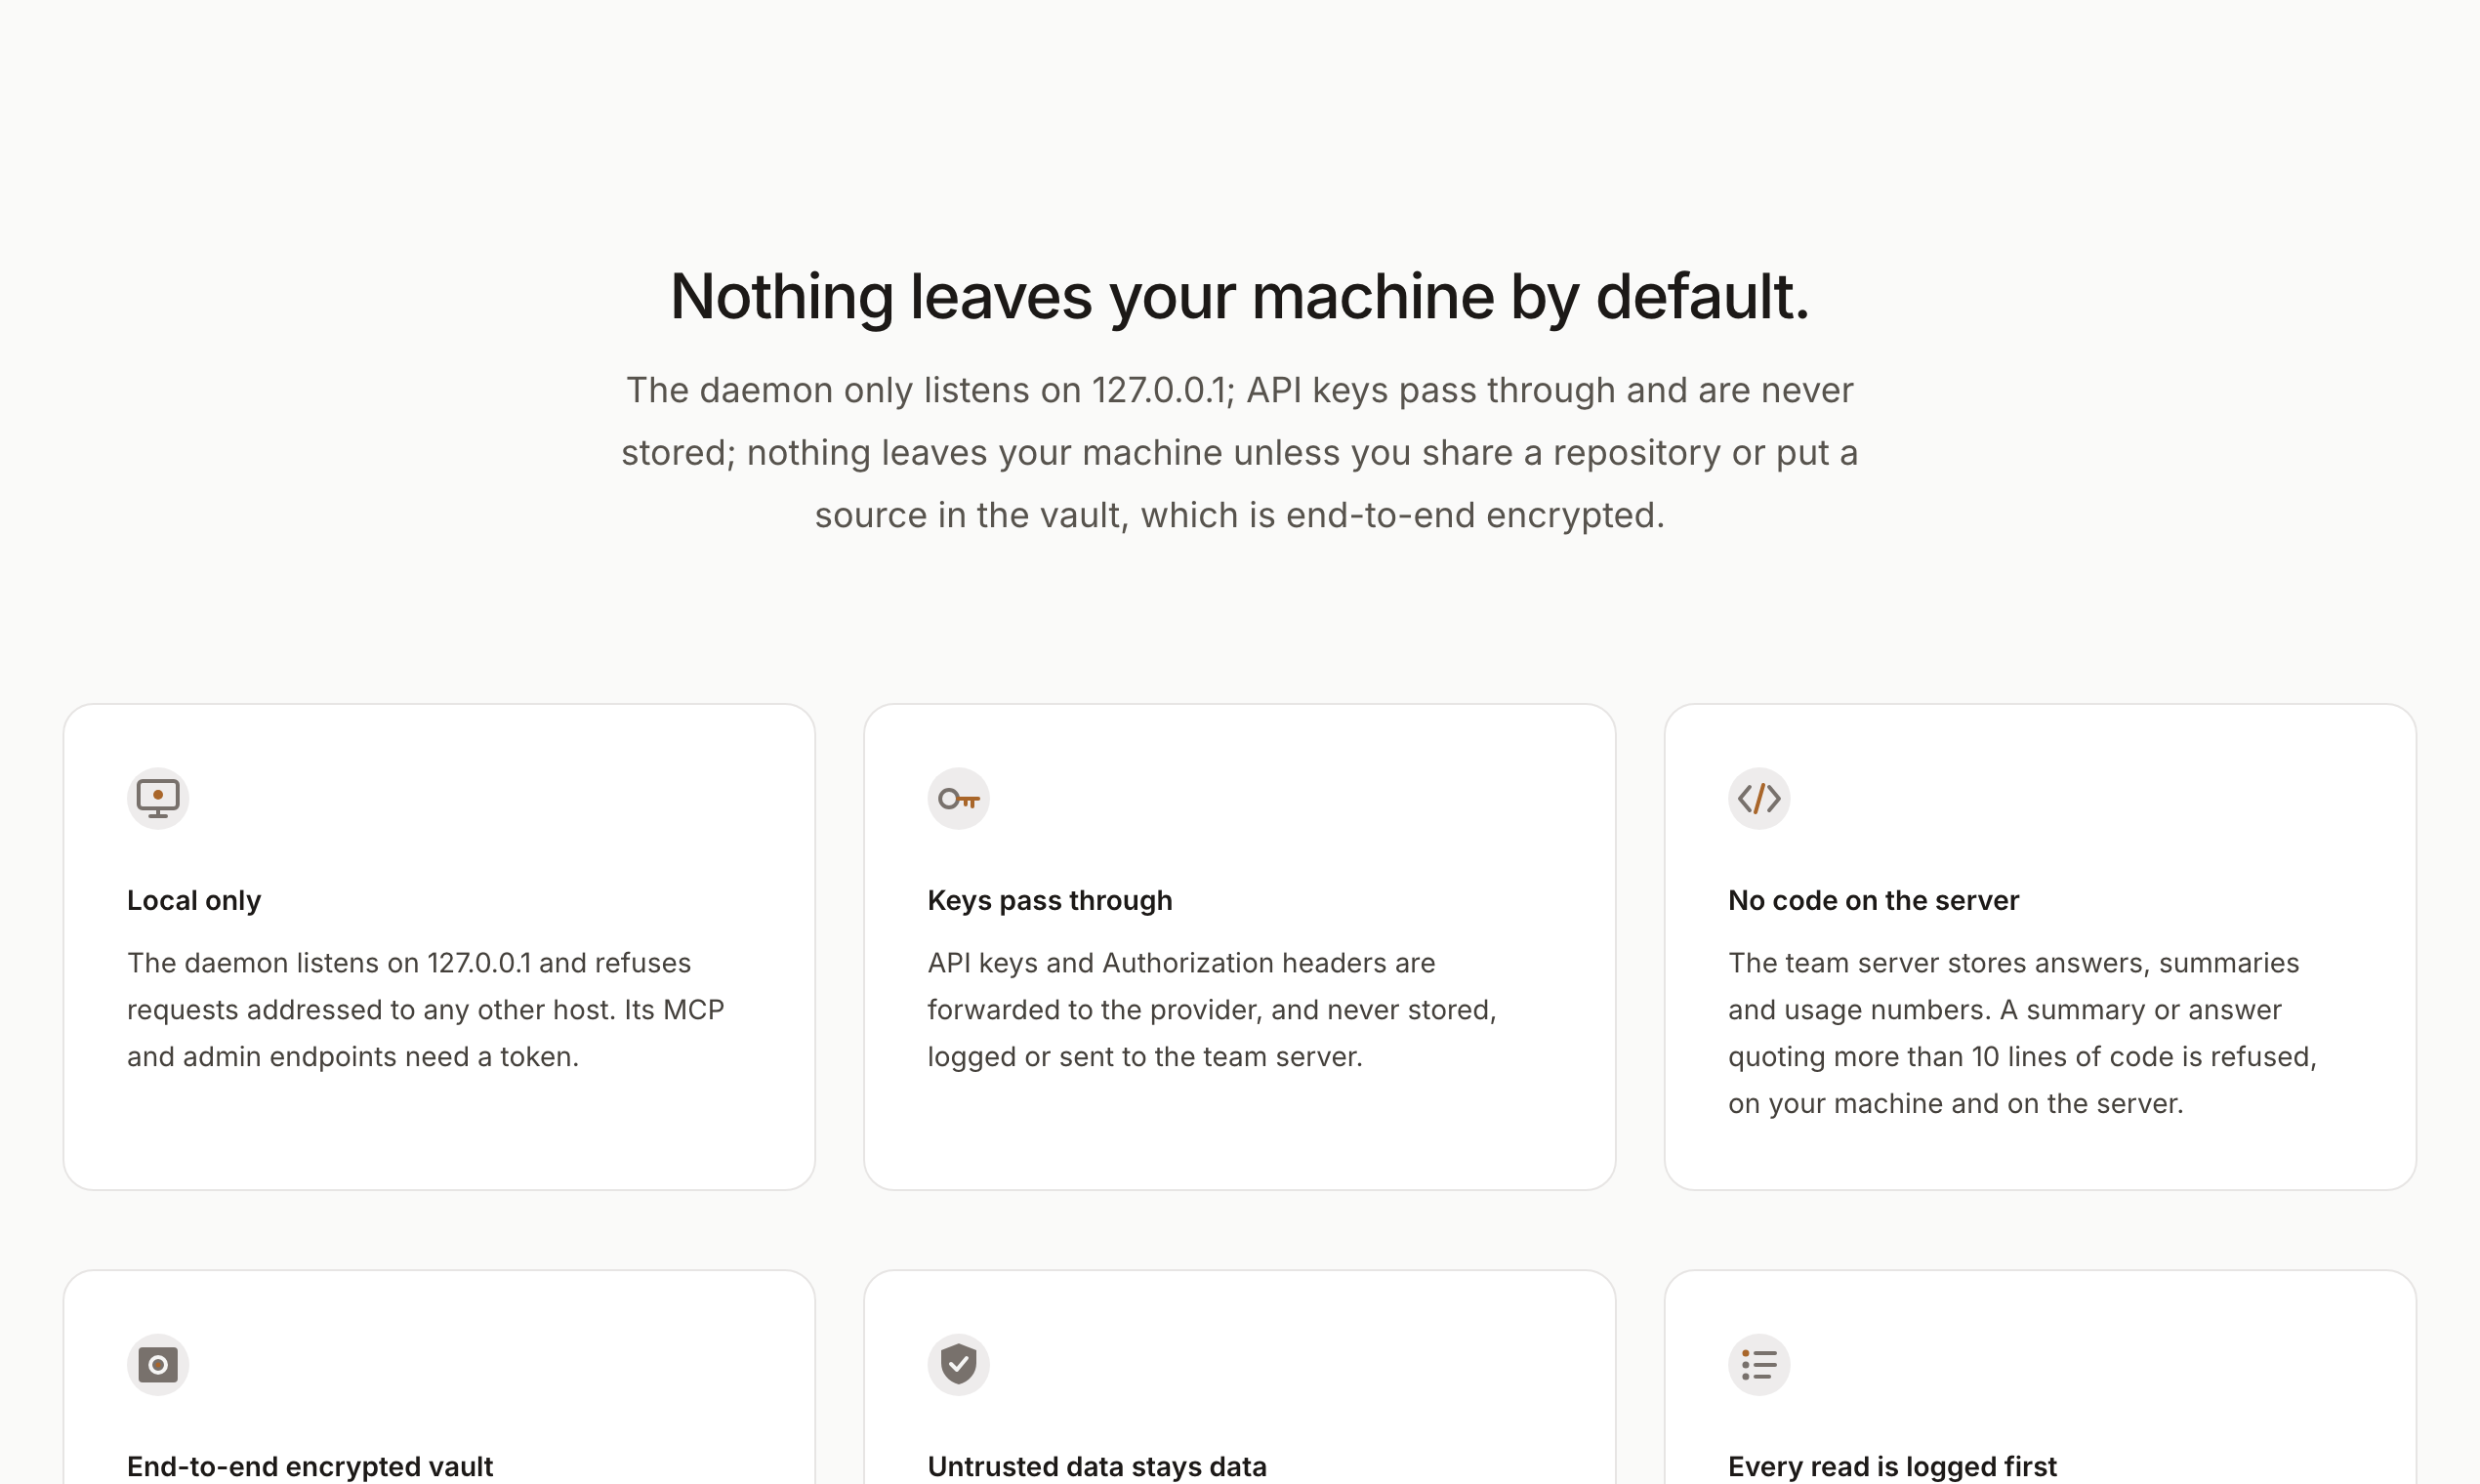 Nothing leaves your machine by default.
The daemon only listens on 127.0.0.1; API keys pass through and are never
stored; nothing leaves your machine unless you share a repository or put a
source in the vault, which is end-to-end encrypted.
Local only
The daemon listens on 127.0.0.1 and refuses
requests addressed to any other host. Its MCP
and admin endpoints need a token.
Keys pass through
API keys and Authorization headers are
forwarded to the provider, and never stored,
logged or sent to the team server.
No code on the server
The team server stores answers, summaries
and usage numbers. A summary or answer
quoting more than 10 lines of code is refused,
on your machine and on the server.
End-to-end encrypted vault
Untrusted data stays data
Every read is logged first